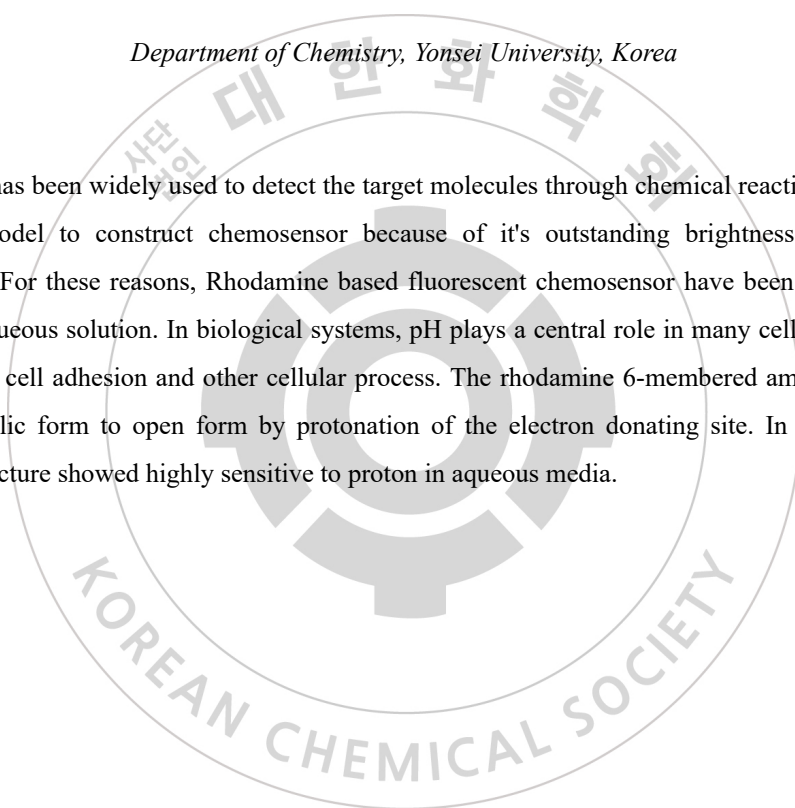 Department of Chemistry, Yonsei University, Korea
대한화학회
사단
법인
has been widely used to detect the target molecules through chemical reacti
odel to construct chemosensor because of it's outstanding brightness
For these reasons, Rhodamine based fluorescent chemosensor have been
ueous solution. In biological systems, pH plays a central role in many cell
cell adhesion and other cellular process. The rhodamine 6-membered am
lic form to open form by protonation of the electron donating site. In
cture showed highly sensitive to proton in aqueous media.
KOREAN CHEMICAL SOCIETY